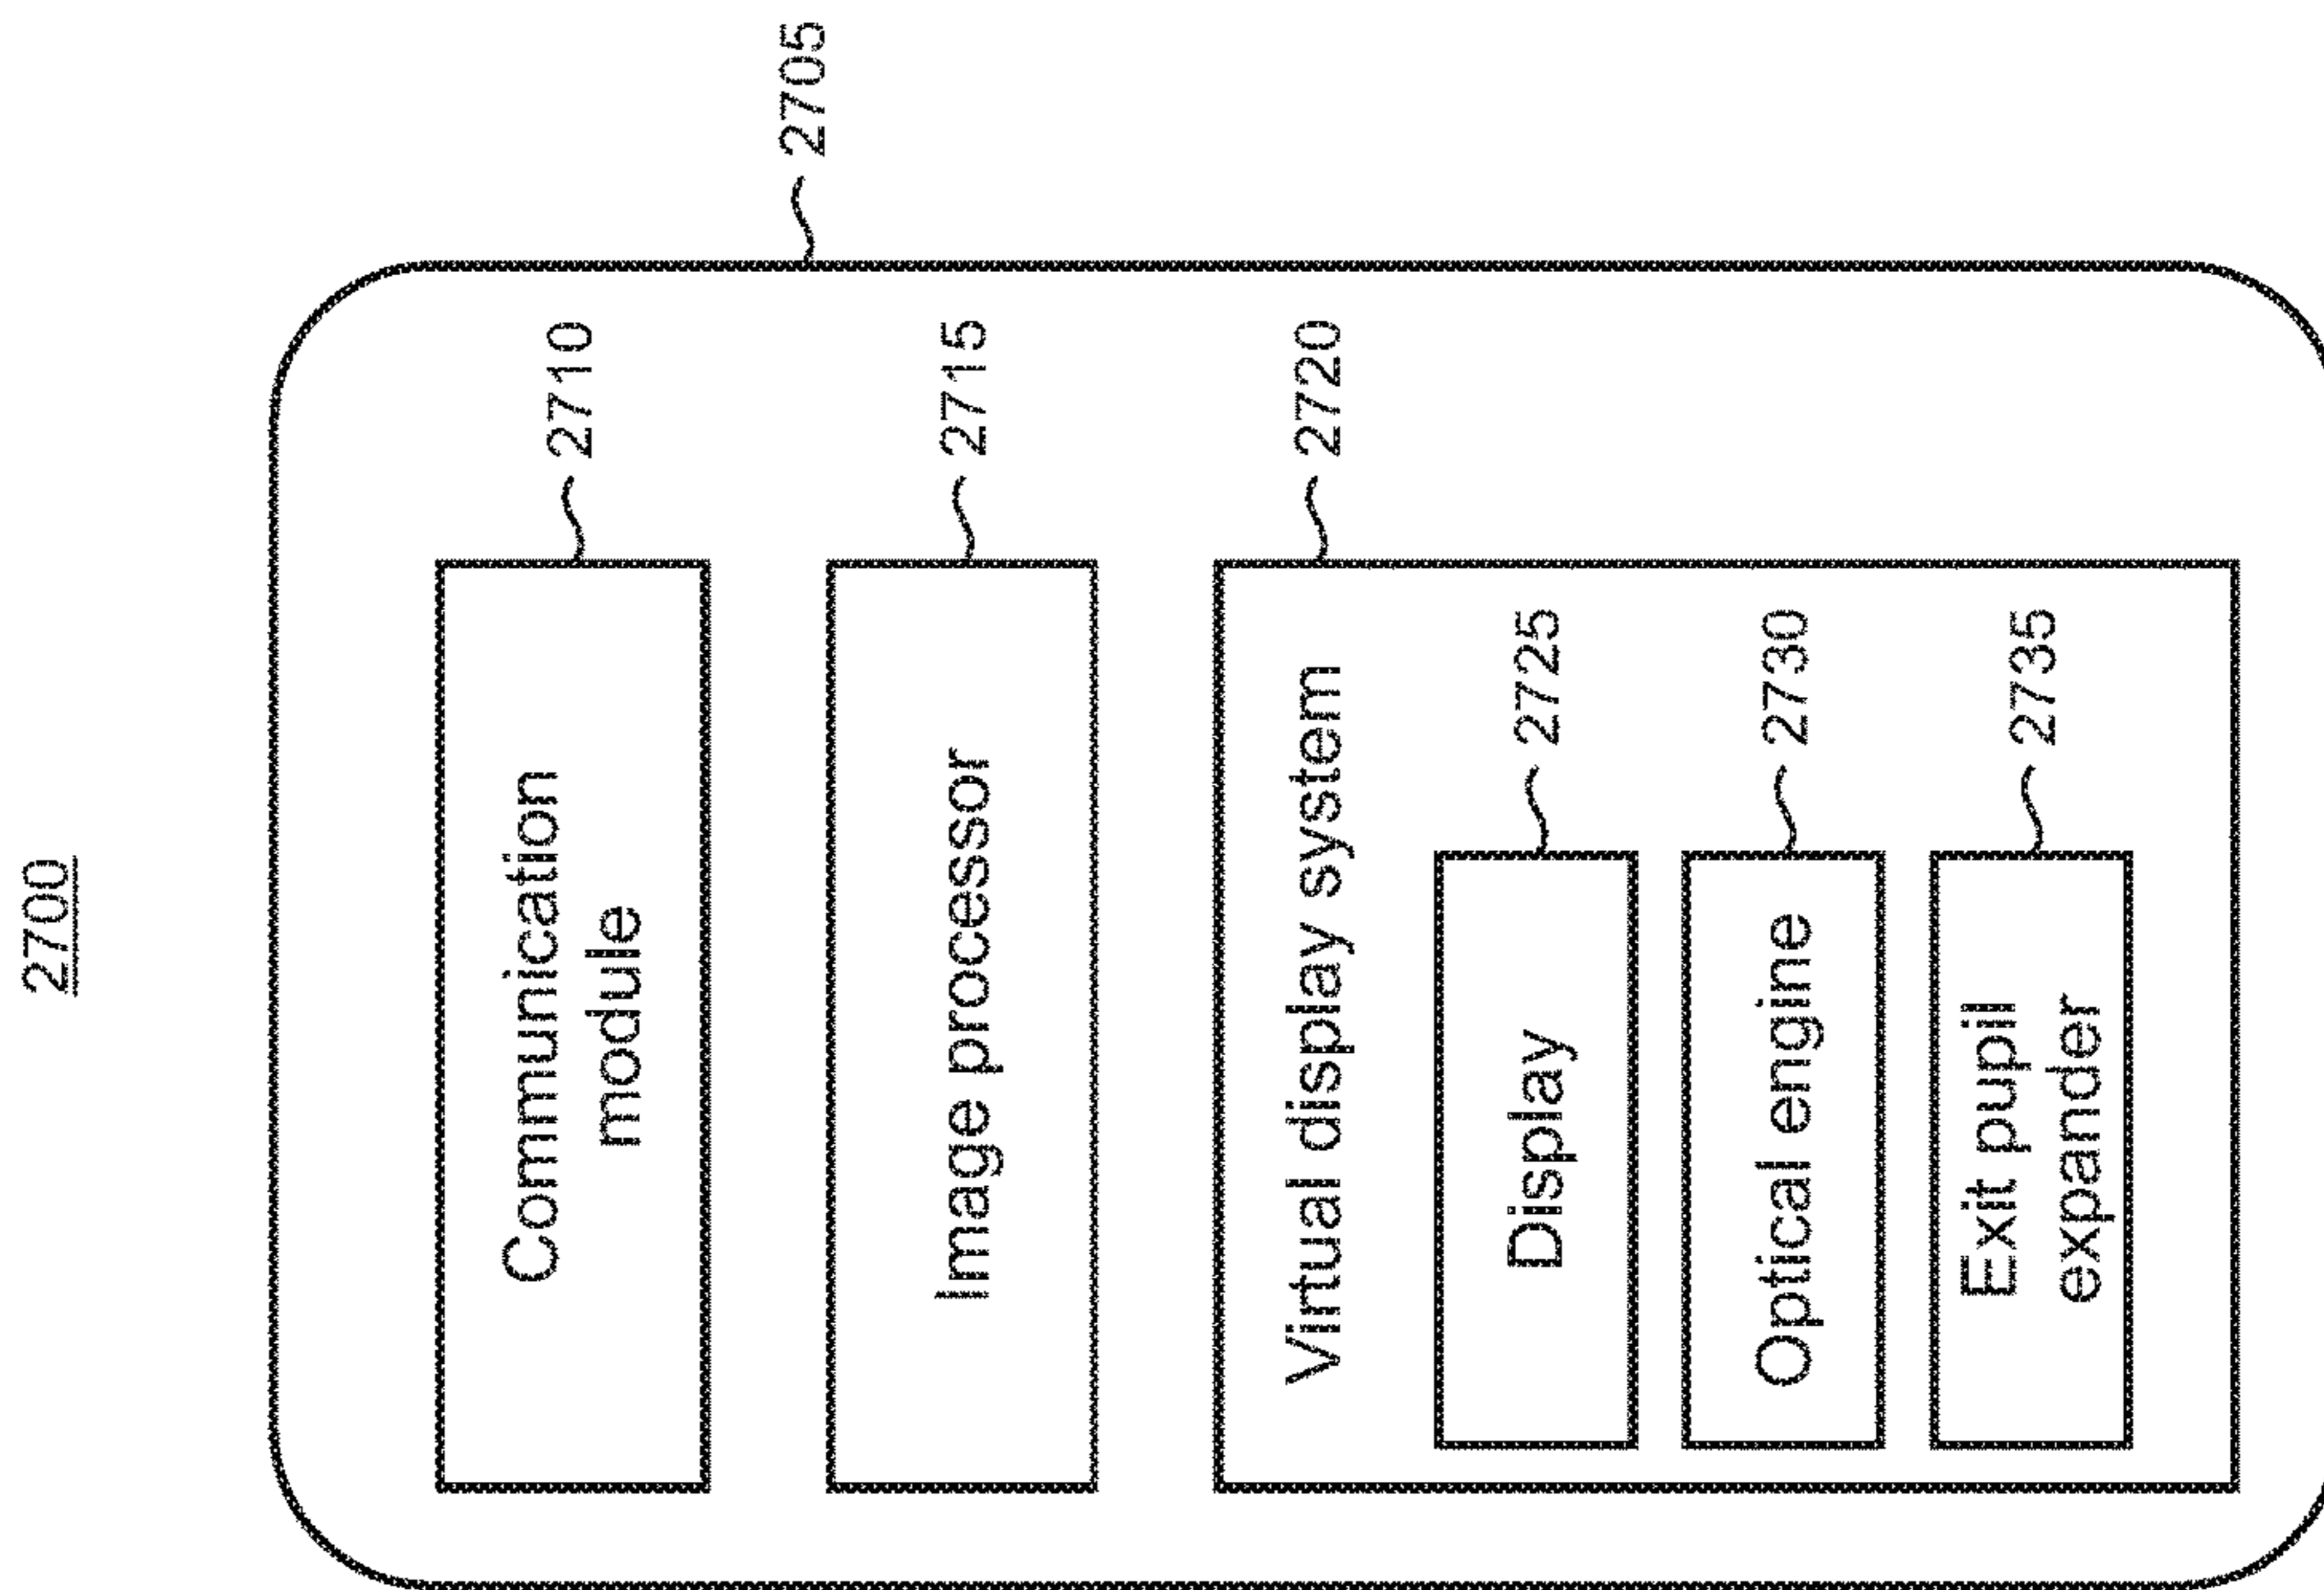 2700
2705
Communication
module
2710
Image processor
2715
Virtual display system
2720
Display
2725
Optical engine
2730
Exit pupil
expander
2735